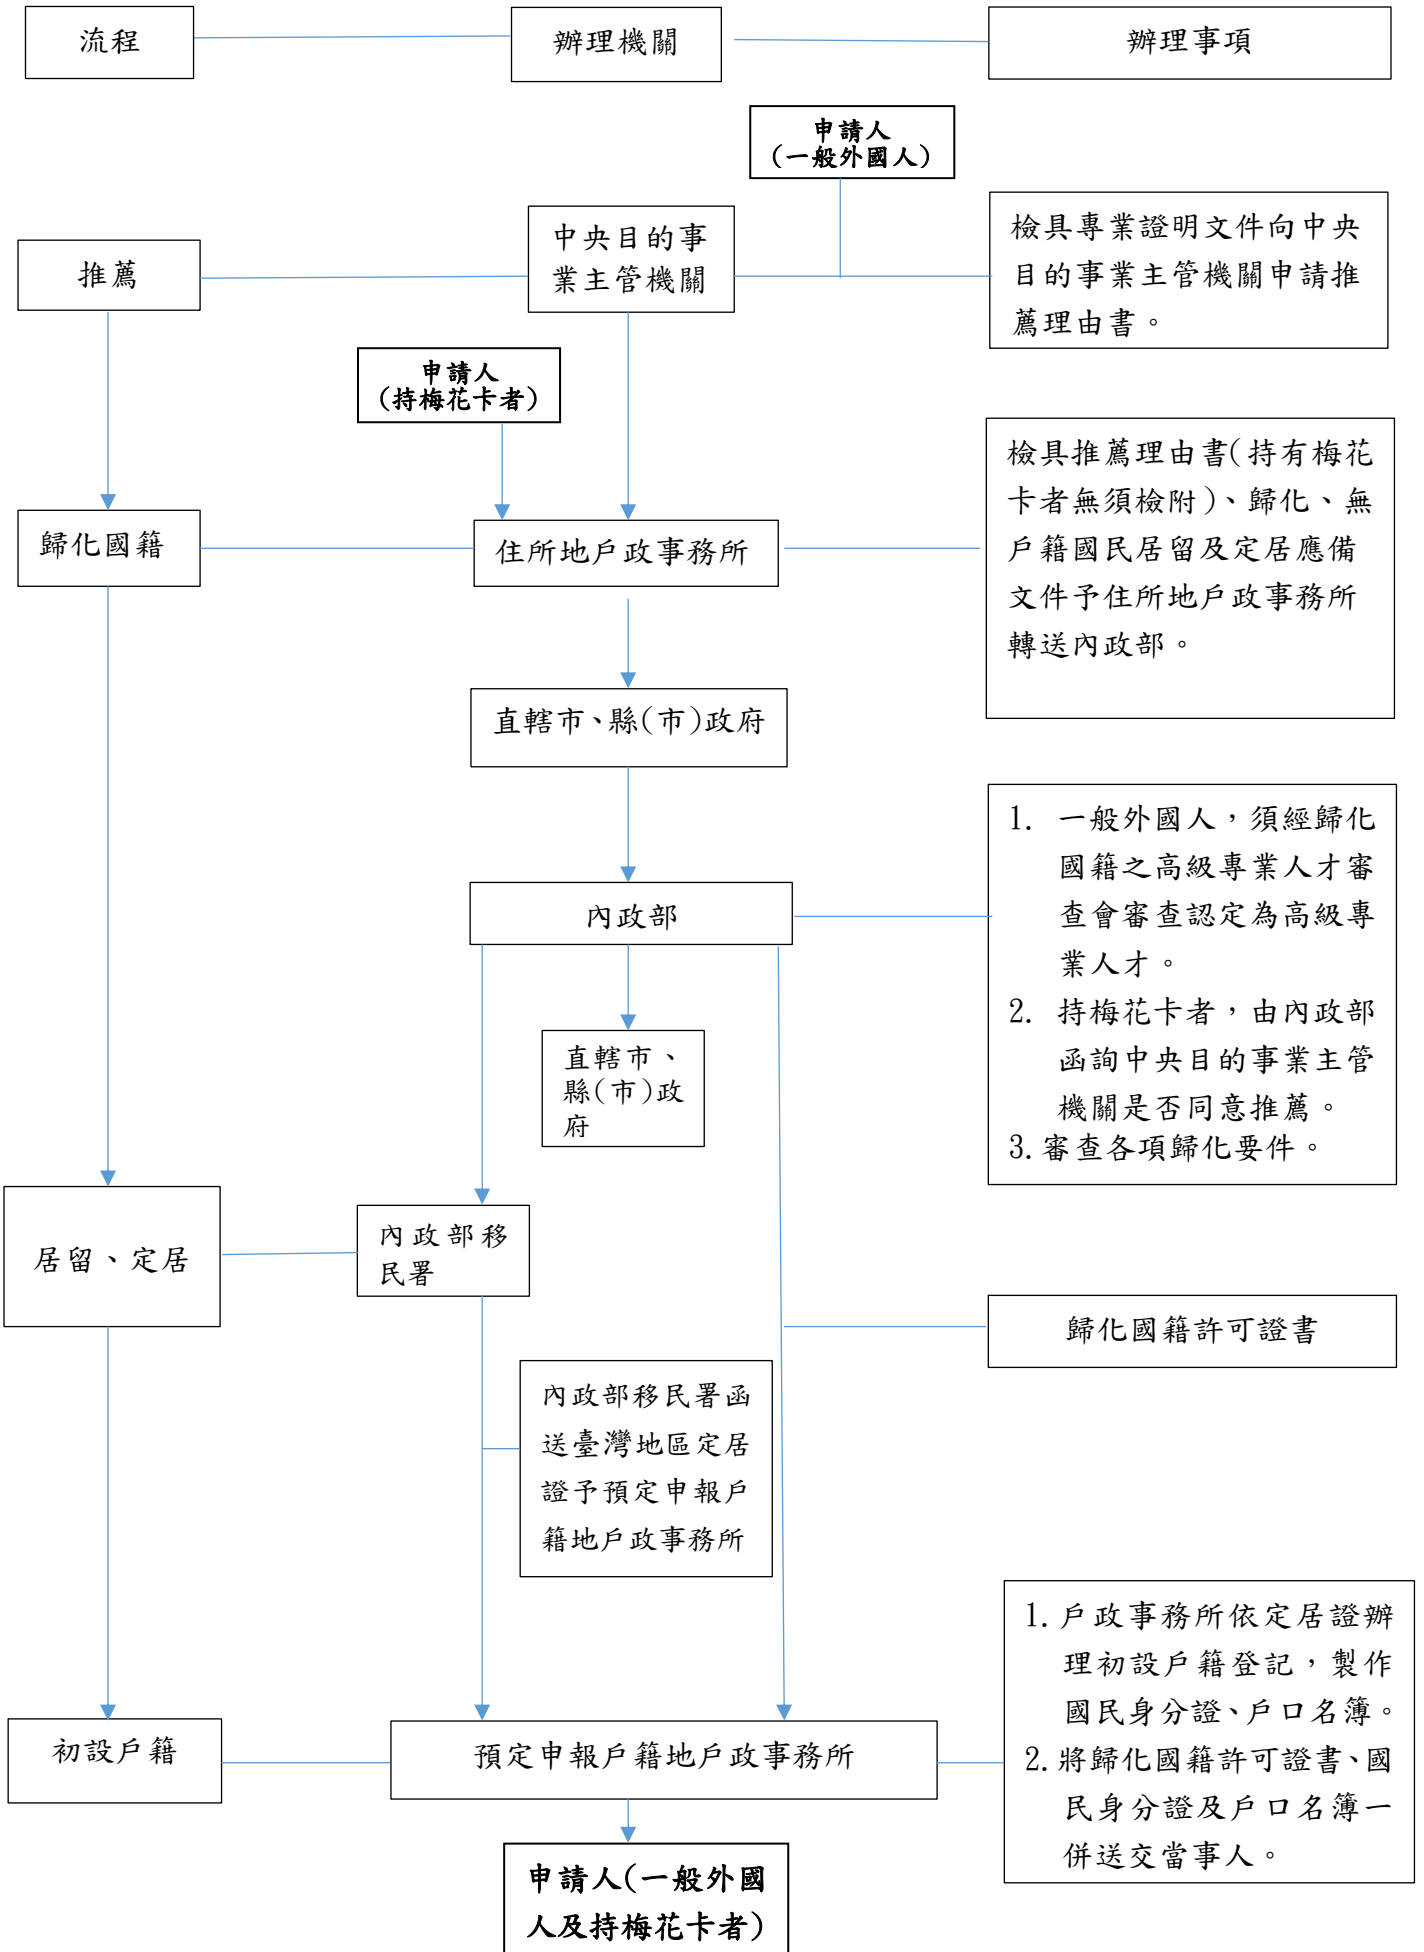 流程
辦理機關
辦理事項
申請人
(一般外國人)
推薦
中央目的事
業主管機關
檢具專業證明文件向中央
目的事業主管機關申請推
薦理由書。
申請人
(持梅花卡者)
歸化國籍
住所地戶政事務所
檢具推薦理由書(持有梅花
卡者無須檢附)、歸化、無
戶籍國民居留及定居應備
文件予住所地戶政事務所
轉送內政部。
直轄市、縣(市)政府
內政部
1. 一般外國人，須經歸化
國籍之高級專業人才審
查會審查認定為高級專
業人才。
2. 持梅花卡者，由內政部
函詢中央目的事業主管
機關是否同意推薦。
3.審查各項歸化要件。
直轄市、
縣(市)政
府
居留、定居
內政部移
民署
歸化國籍許可證書
內政部移民署函
送臺灣地區定居
證予預定申報戶
籍地戶政事務所
初設戶籍
預定申報戶籍地戶政事務所
1.戶政事務所依定居證辦
理初設戶籍登記，製作
國民身分證、戶口名簿。
2.將歸化國籍許可證書、國
民身分證及戶口名簿一
併送交當事人。
申請人(一般外國
人及持梅花卡者)